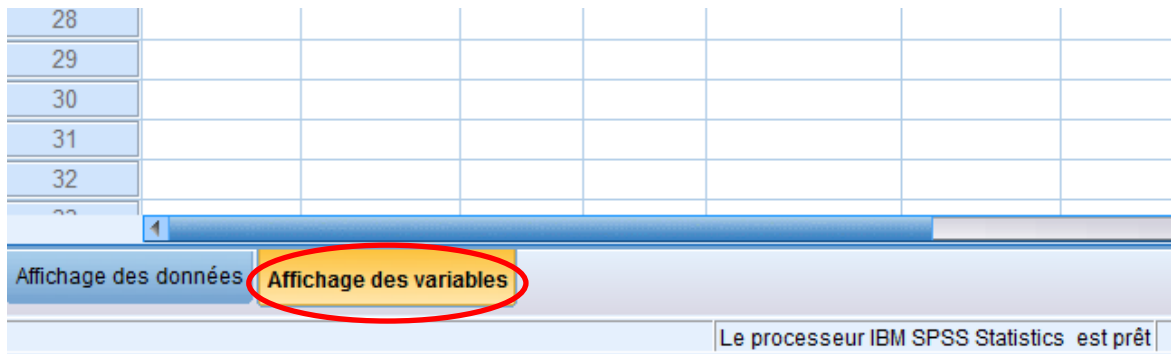 28
29
30
31
32
Affichage des données Affichage des variables
Le processeur IBM SPSS Statistics est prêt